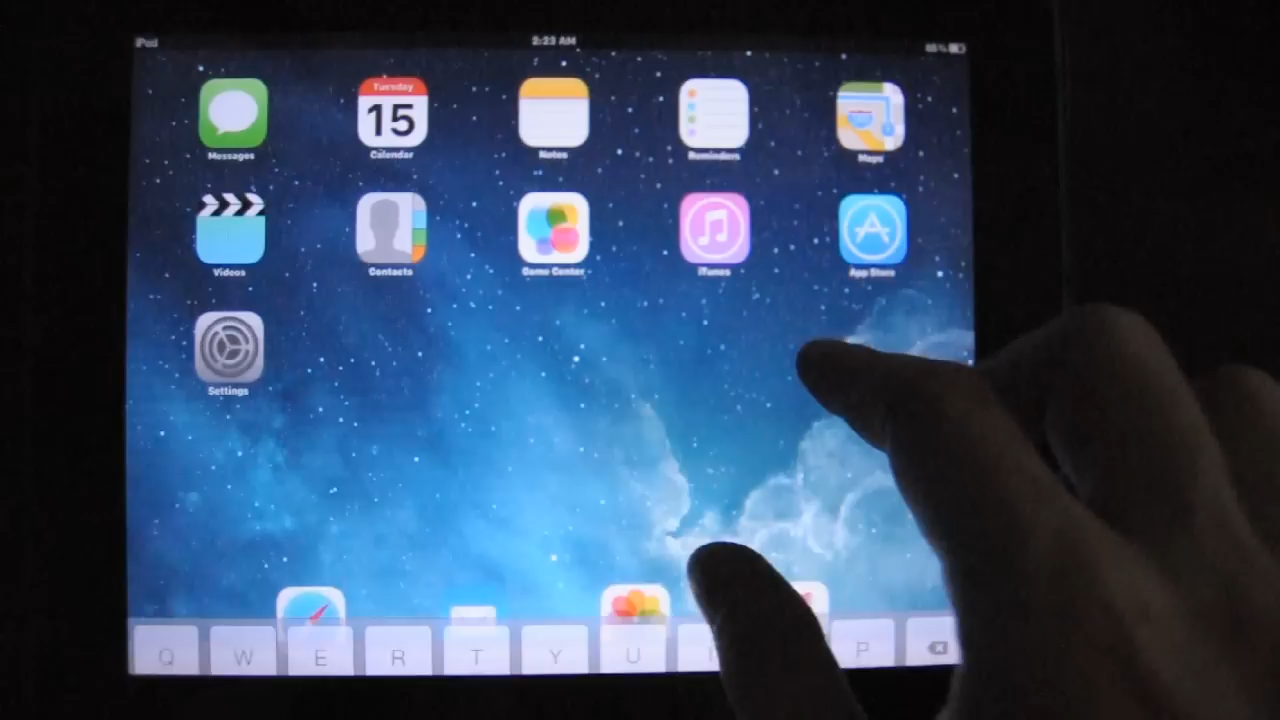 iPod 2:23 AM
Tuesday
15
Messages Calendar Notes Reminders Maps
Videos Contacts Game Center iTunes App Store
Settings
Q W E R T Y U I P